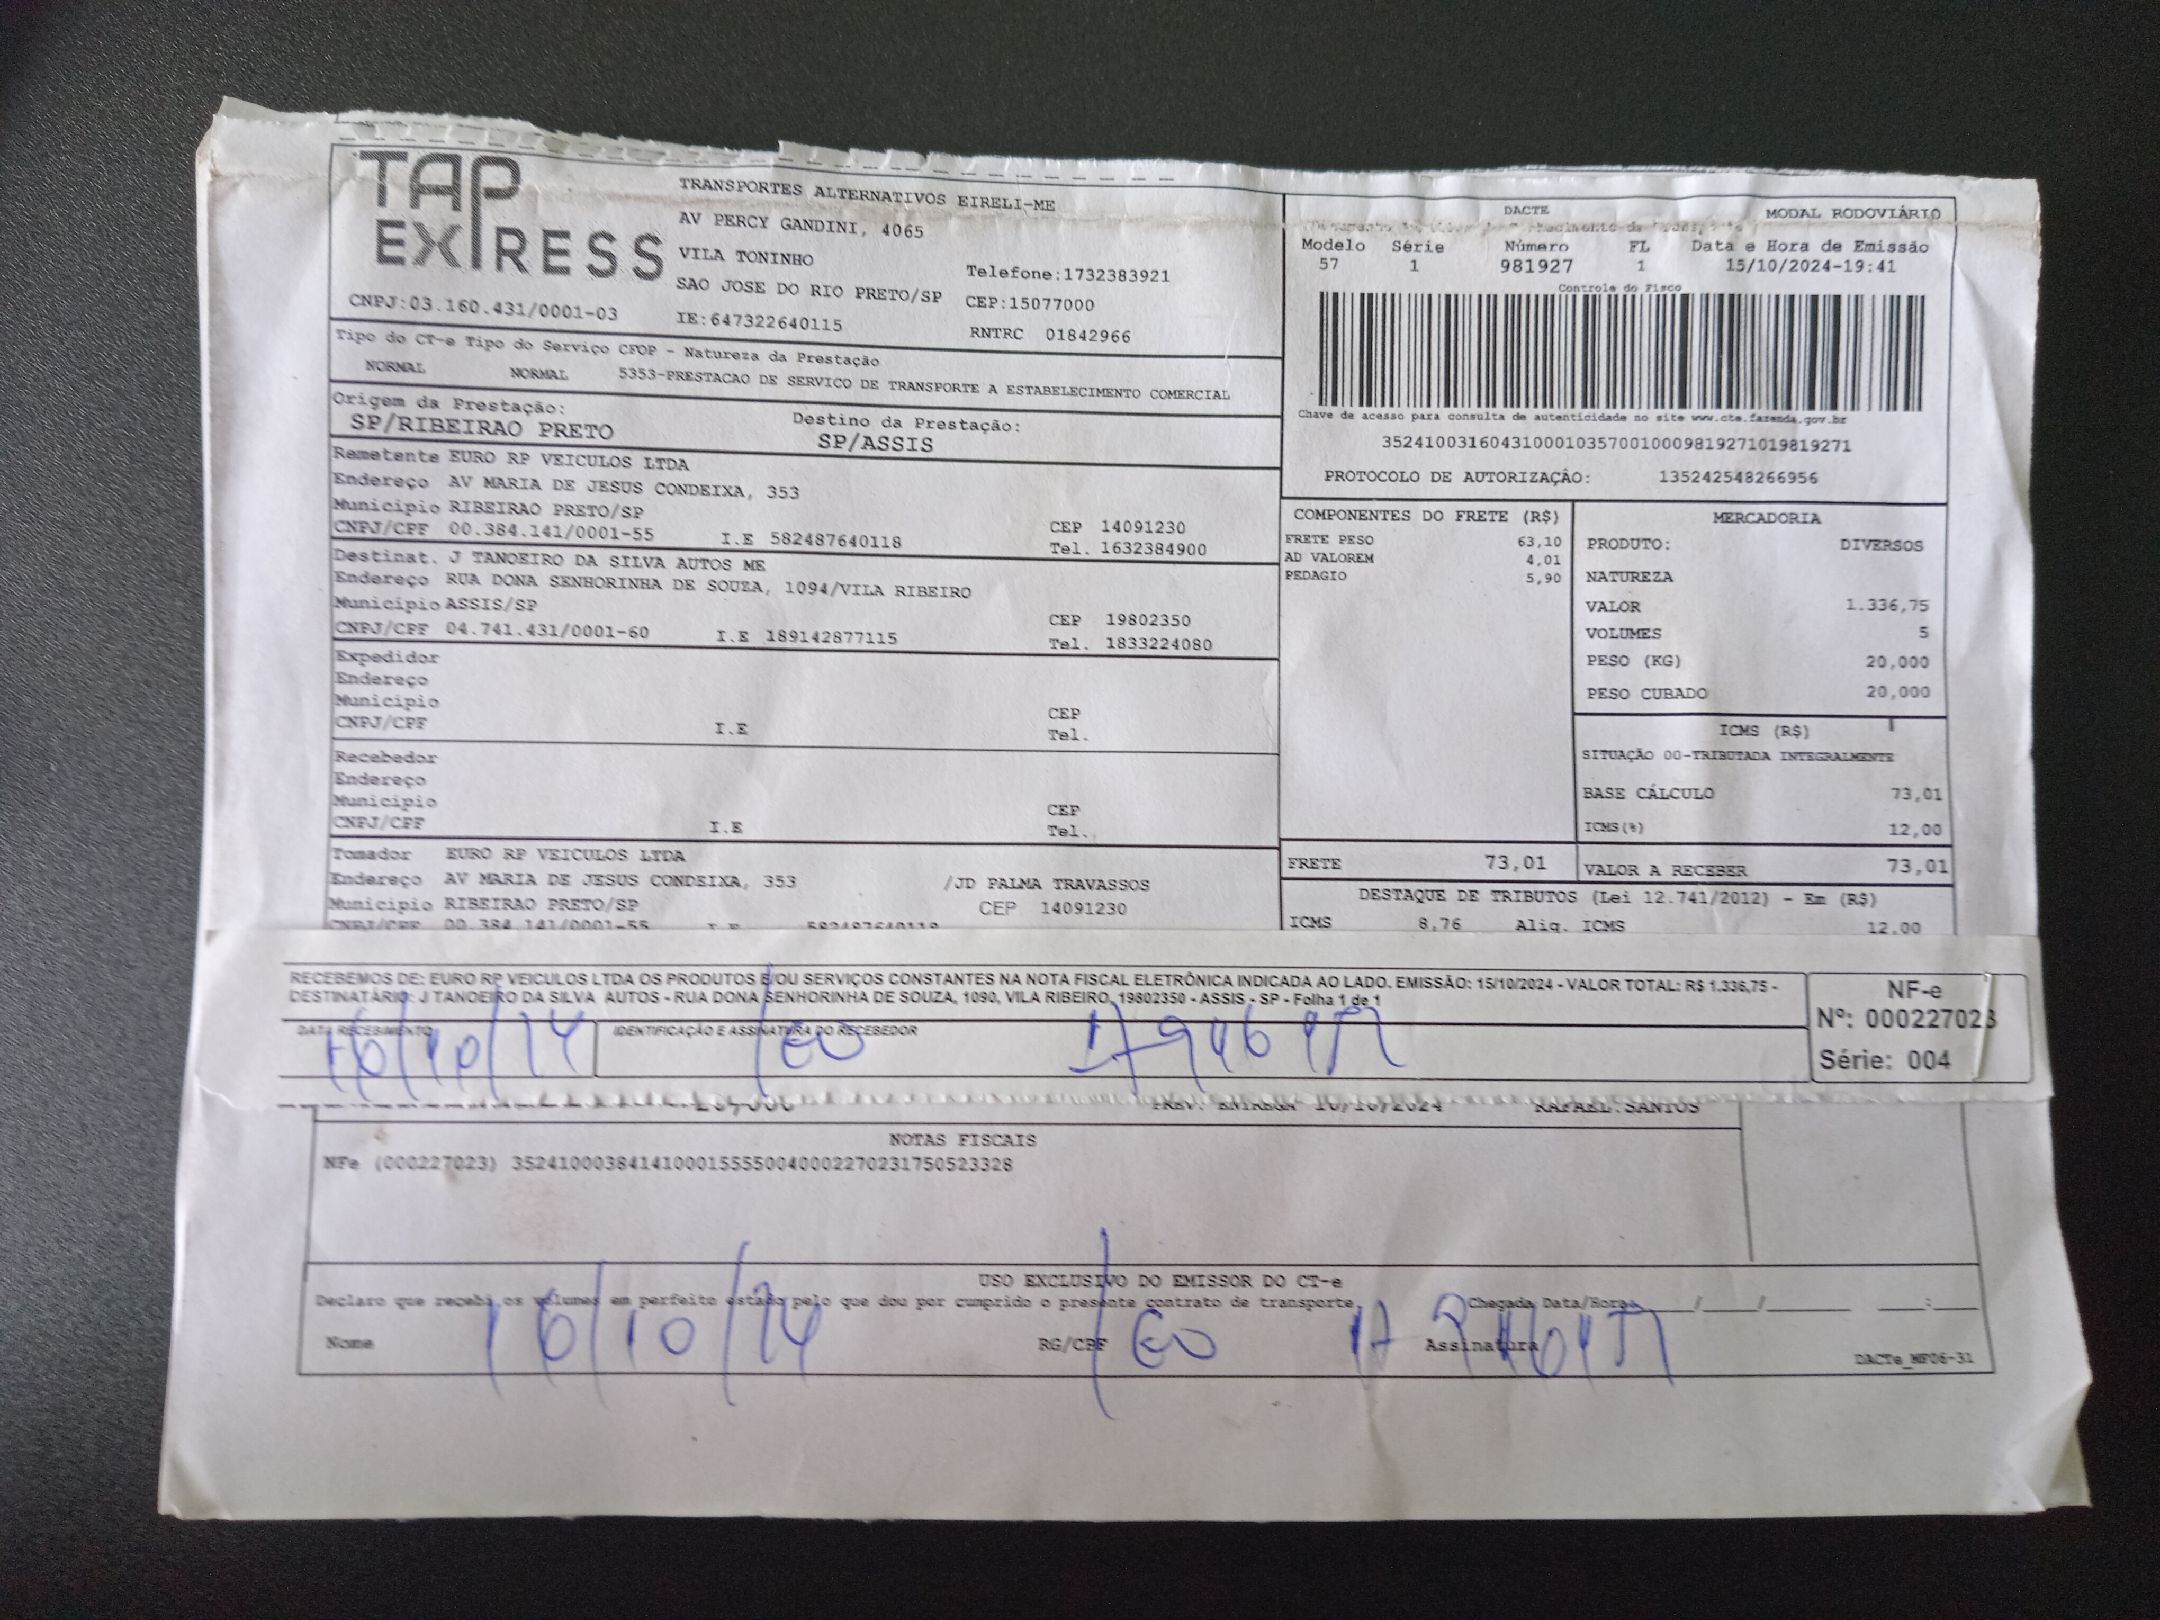 TAP EXPRESS
TRANSPORTES ALTERNATIVOS EIRELI-ME
AV PERCY GANDINI, 4065
VILA TONINHO
Telefone:1732383921
SAO JOSE DO RIO PRETO/SP CEP:15077000
CNPJ:03.160.431/0001-03 IE:647322640115 RNTRC 01842966
DACTE MODAL RODOVIÁRIO
Modelo Série Número FL Data e Hora de Emissão
57 1 981927 1 15/10/2024-19:41
Controle do Fisco
Chave de acesso para consulta de autenticidade no site www.cte.fazenda.gov.br
35241003160431000103570010009819271019819271
PROTOCOLO DE AUTORIZAÇÂO: 135242548266956
Tipo do CT-e Tipo do Serviço CFOP - Natureza da Prestação
NORMAL NORMAL 5353-PRESTACAO DE SERVICO DE TRANSPORTE A ESTABELECIMENTO COMERCIAL
Origem da Prestação: Destino da Prestação:
SP/RIBEIRAO PRETO SP/ASSIS
Remetente EURO RP VEICULOS LTDA
Endereço AV MARIA DE JESUS CONDEIXA, 353
Município RIBEIRAO PRETO/SP CEP 14091230
CNPJ/CPF 00.384.141/0001-55 I.E 582487640118 Tel. 1632384900
Destinat. J TANOEIRO DA SILVA AUTOS ME
Endereço RUA DONA SENHORINHA DE SOUZA, 1094/VILA RIBEIRO
Município ASSIS/SP CEP 19802350
CNPJ/CPF 04.741.431/0001-60 I.E 189142877115 Tel. 1833224080
Expedidor
Endereço
Município CEP
CNPJ/CPF I.E Tel.
Recebedor
Endereço
Município CEP
CNPJ/CPF I.E Tel.
Tomador EURO RP VEICULOS LTDA
Endereço AV MARIA DE JESUS CONDEIXA, 353 /JD PALMA TRAVASSOS
Município RIBEIRAO PRETO/SP CEP 14091230
CNPJ/CPF 00.384.141/0001-55 I.E 582487640118
COMPONENTES DO FRETE (R$)
FRETE PESO 63,10
AD VALOREM 4,01
PEDAGIO 5,90
FRETE 73,01
MERCADORIA
PRODUTO: DIVERSOS
NATUREZA
VALOR 1.336,75
VOLUMES 5
PESO (KG) 20,000
PESO CUBADO 20,000
ICMS (R$)
SITUAÇÃO 00-TRIBUTADA INTEGRALMENTE
BASE CÁLCULO 73,01
ICMS(%) 12,00
VALOR A RECEBER 73,01
DESTAQUE DE TRIBUTOS (Lei 12.741/2012) - Em (R$)
ICMS 8,76 Aliq. ICMS 12,00
RECEBEMOS DE: EURO RP VEICULOS LTDA OS PRODUTOS E/OU SERVIÇOS CONSTANTES NA NOTA FISCAL ELETRÔNICA INDICADA AO LADO. EMISSÃO: 15/10/2024 - VALOR TOTAL: R$ 1.336,75 -
DESTINATÁRIO: J TANOEIRO DA SILVA AUTOS - RUA DONA SENHORINHA DE SOUZA, 1090, VILA RIBEIRO, 19802350 - ASSIS - SP - Folha 1 de 1
DATA RECEBIMENTO IDENTIFICAÇÃO E ASSINATURA DO RECEBEDOR
NF-e
Nº: 000227023
Série: 004
PREV. ENTREGA 16/10/2024 RAFAEL.SANTOS
NOTAS FISCAIS
NFe (000227023) 35241000384141000155550040002270231750523328
USO EXCLUSIVO DO EMISSOR DO CT-e
Declaro que recebi os volumes em perfeito estado pelo que dou por cumprido o presente contrato de transporte. Chegada Data/Hora: / / :
16/10/24
Nome RG/CPF Assinatura
DACTe_MF06-31